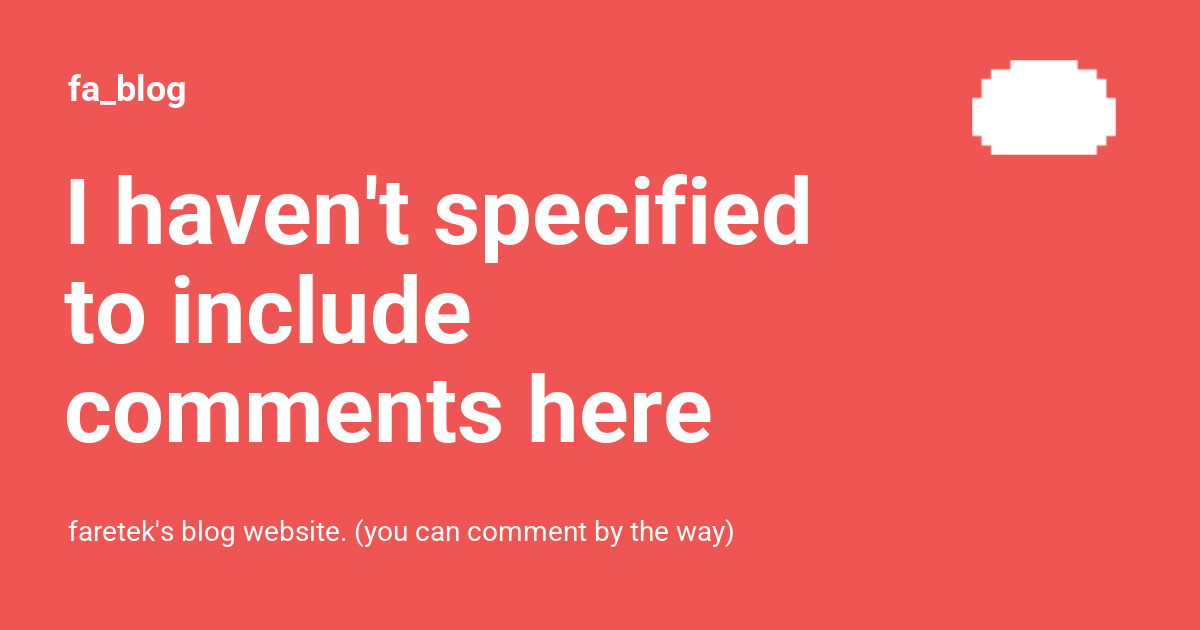 fa_blog
I haven't specified
to include
comments here
faretek's blog website. (you can comment by the way)